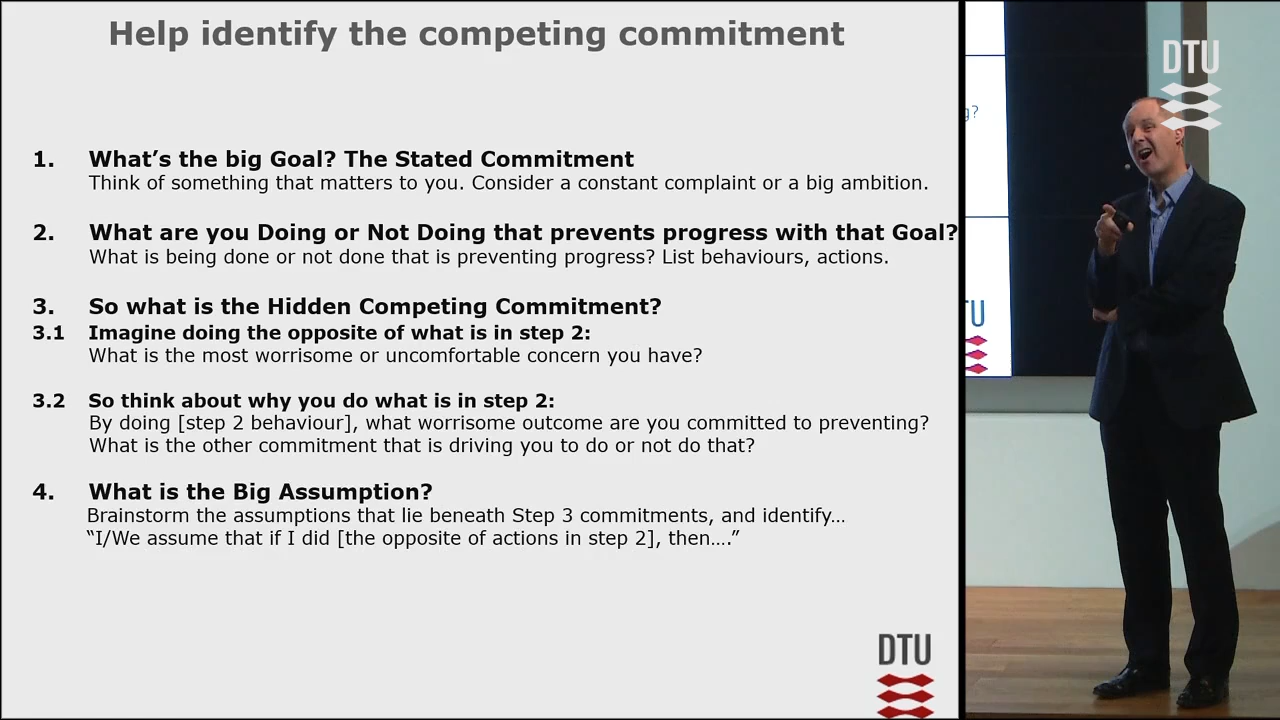 Help identify the competing commitment
1. What’s the big Goal? The Stated Commitment
Think of something that matters to you. Consider a constant complaint or a big ambition.
2. What are you Doing or Not Doing that prevents progress with that Goal?
What is being done or not done that is preventing progress? List behaviours, actions.
3. So what is the Hidden Competing Commitment?
3.1 Imagine doing the opposite of what is in step 2:
What is the most worrisome or uncomfortable concern you have?
3.2 So think about why you do what is in step 2:
By doing [step 2 behaviour], what worrisome outcome are you committed to preventing?
What is the other commitment that is driving you to do or not do that?
4. What is the Big Assumption?
Brainstorm the assumptions that lie beneath Step 3 commitments, and identify…
“I/We assume that if I did [the opposite of actions in step 2], then….”
DTU
DTU
g?
TU